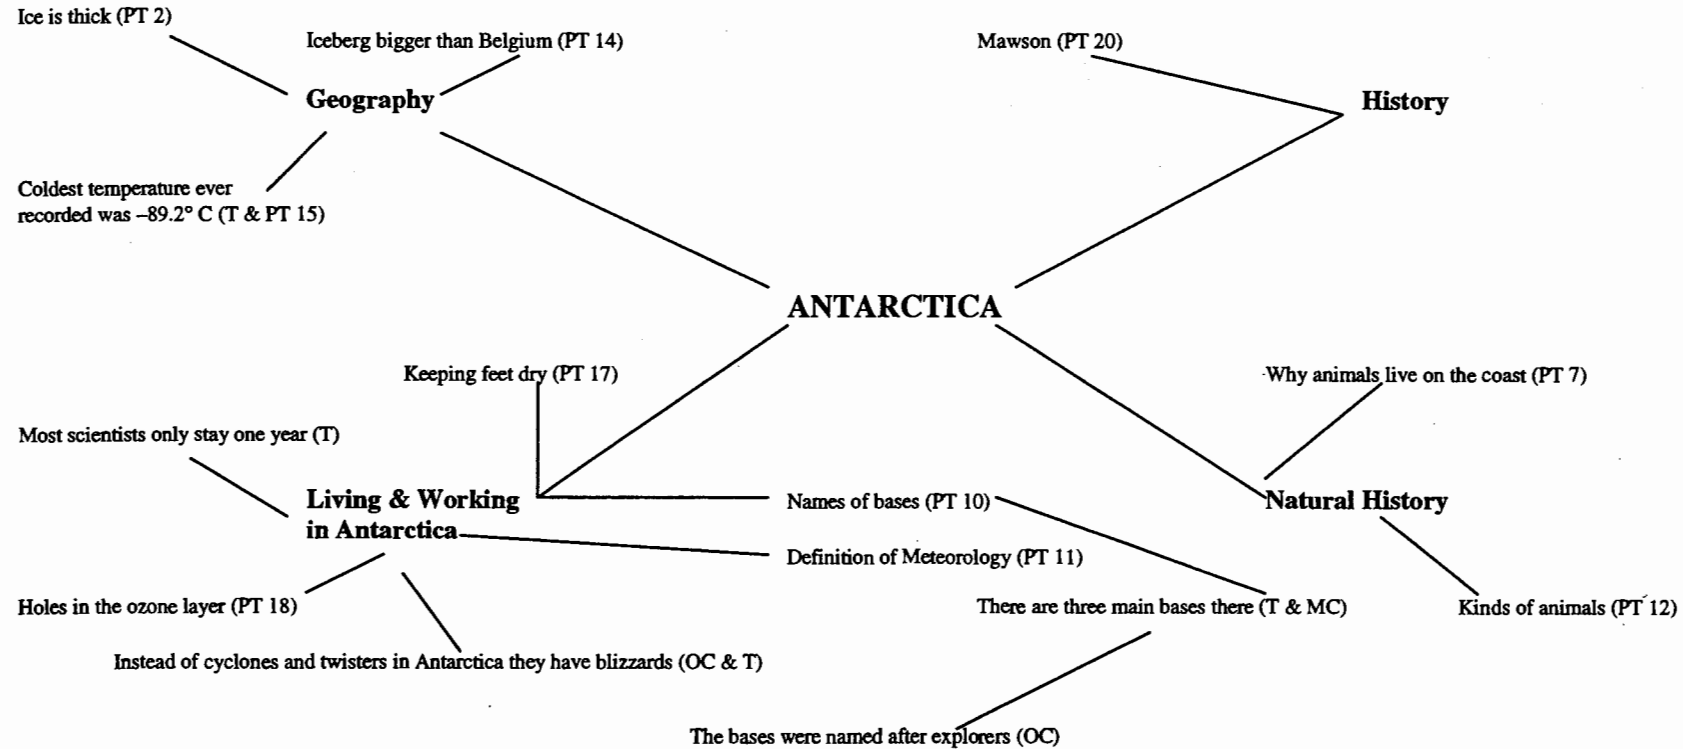 Ice is thick (PT 2)
Iceberg bigger than Belgium (PT 14)
Mawson (PT 20)
Geography
History
Coldest temperature ever
recorded was –89.2° C (T & PT 15)
ANTARCTICA
Keeping feet dry (PT 17)
Why animals live on the coast (PT 7)
Most scientists only stay one year (T)
Living & Working
in Antarctica
Names of bases (PT 10)
Natural History
Definition of Meteorology (PT 11)
Holes in the ozone layer (PT 18)
There are three main bases there (T & MC)
Kinds of animals (PT 12)
Instead of cyclones and twisters in Antarctica they have blizzards (OC & T)
The bases were named after explorers (OC)